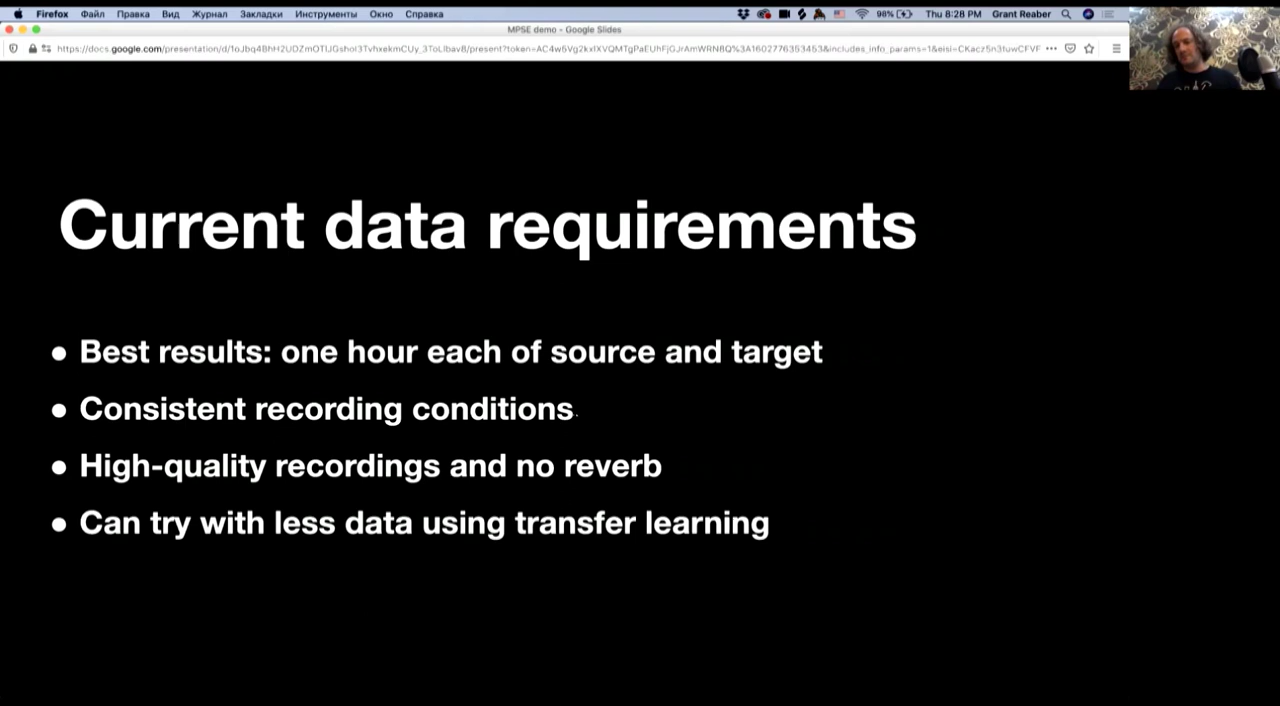 Firefox Файл Правка Вид Журнал Закладки Инструменты Окно Справка 98% Thu 8:28 PM Grant Reaber
MPSE demo - Google Slides
Current data requirements
• Best results: one hour each of source and target
• Consistent recording conditions
• High-quality recordings and no reverb
• Can try with less data using transfer learning